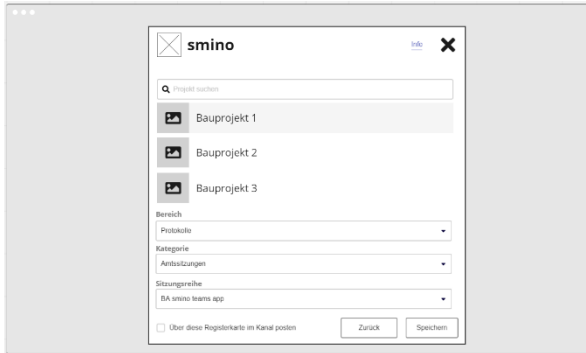 smino
Info
Projekt suchen
Bauprojekt 1
Bauprojekt 2
Bauprojekt 3
Bereich
Protokolle
Kategorie
Amtssitzungen
Sitzungsreihe
BA smino teams app
Über diese Registerkarte im Kanal posten
Zurück
Speichern